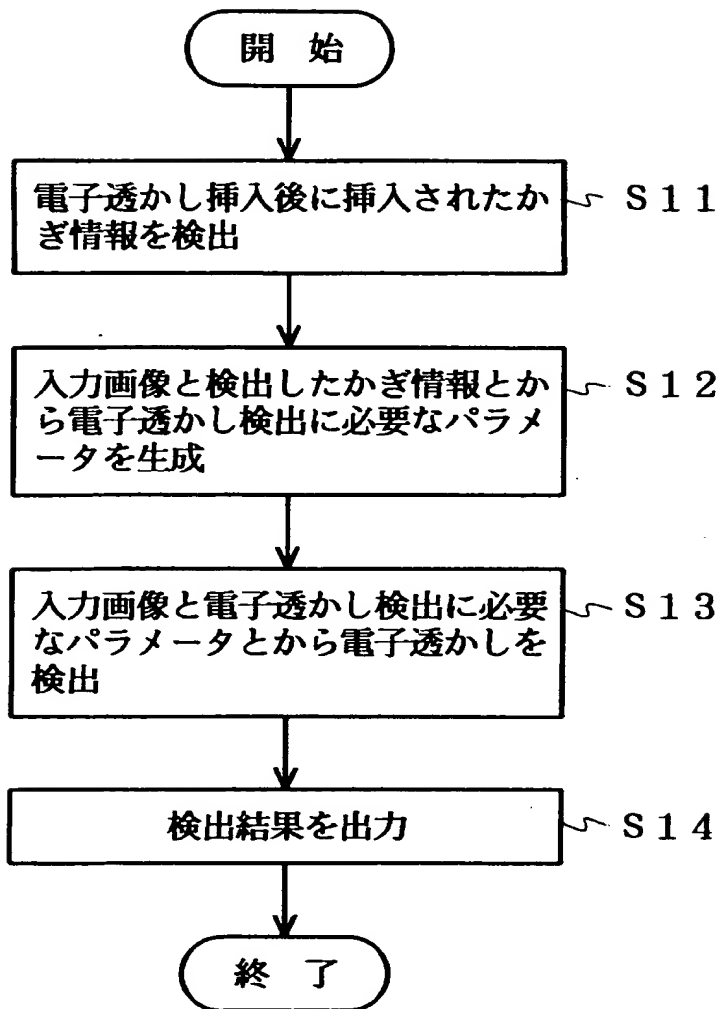 開 始
電子透かし挿入後に挿入されたか
ぎ情報を検出
S11
入力画像と検出したかぎ情報とか
ら電子透かし検出に必要なパラメ
ータを生成
S12
入力画像と電子透かし検出に必要
なパラメータとから電子透かしを
検出
S13
検出結果を出力
S14
終 了